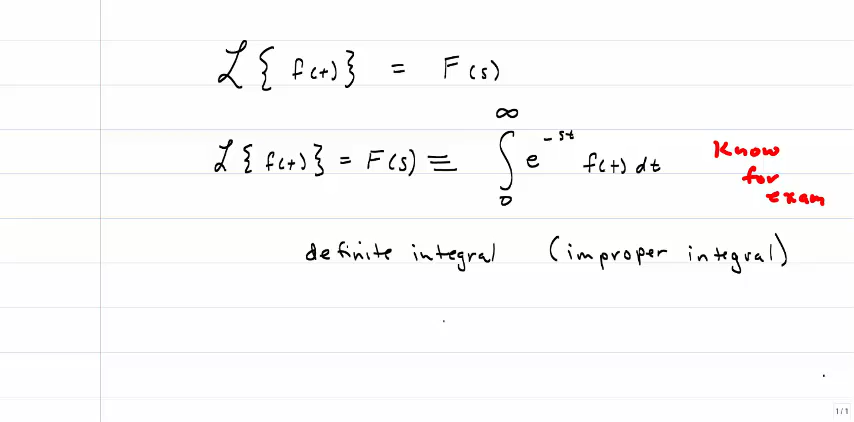 ℒ{f(t)} = F(s)
ℒ{f(t)} = F(s) ≡ ∫₀^∞ e^{-st} f(t) dt
Know
for
exam
definite integral (improper integral)
1/1